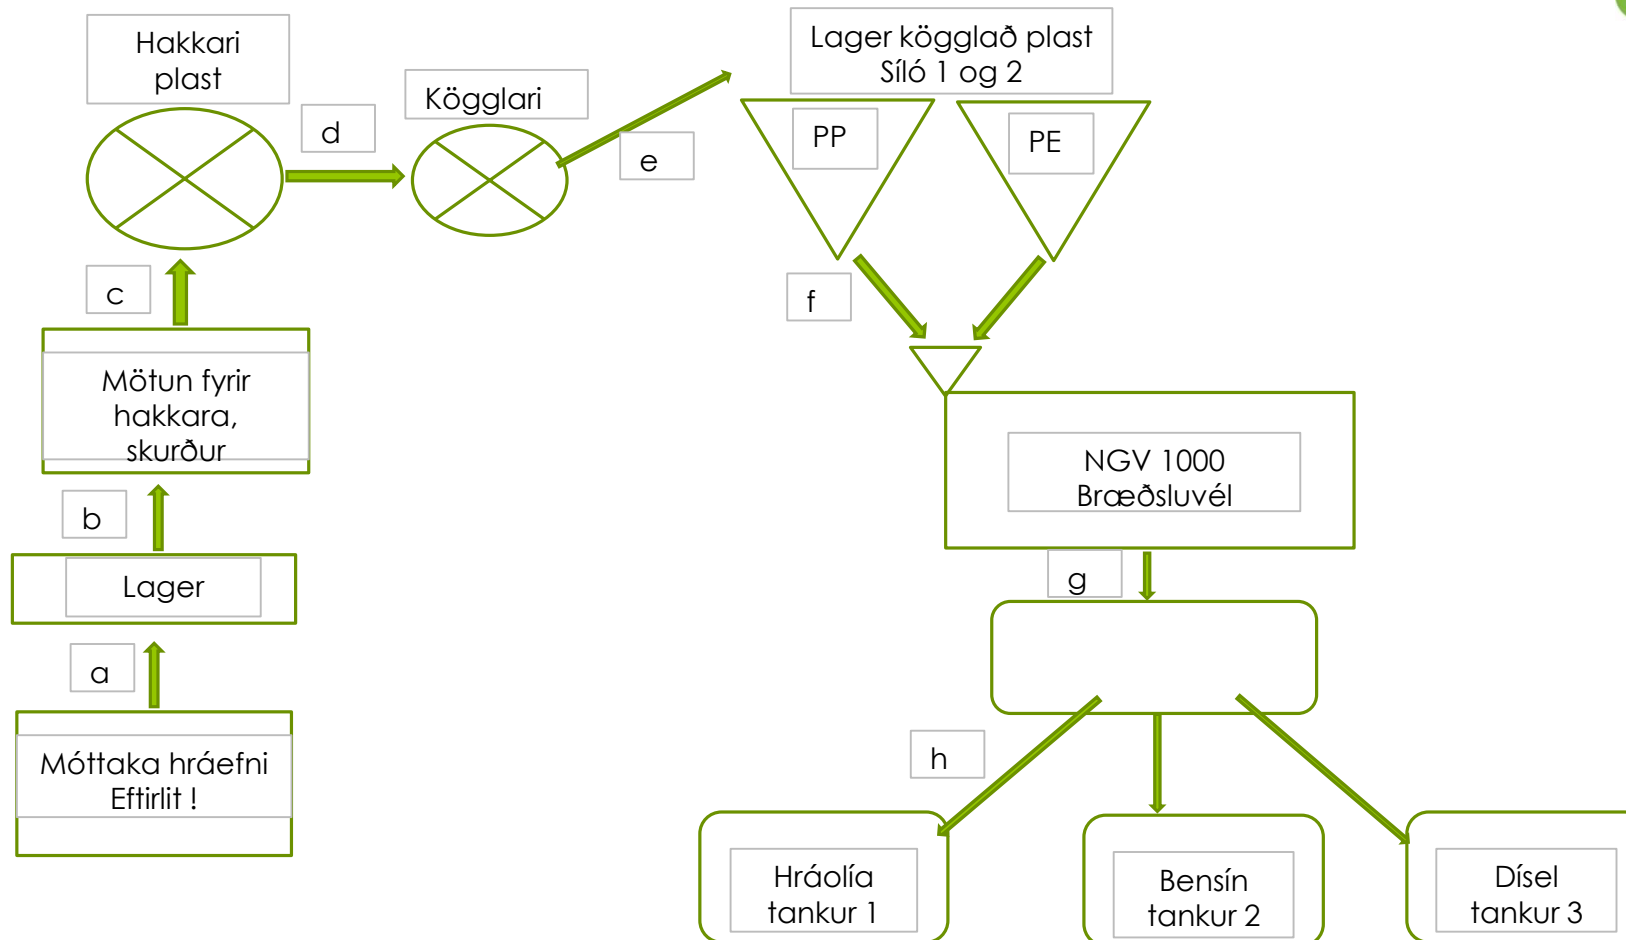 Hakkari
plast
d
Kögglari
e
Lager kögglað plast
Síló 1 og 2
PP
PE
c
f
Mötun fyrir
hakkara,
skurður
NGV 1000
Bræðsluvél
b
g
Lager
a
Móttaka hráefni
Eftirlit !
h
Hráolía
tankur 1
Bensín
tankur 2
Dísel
tankur 3